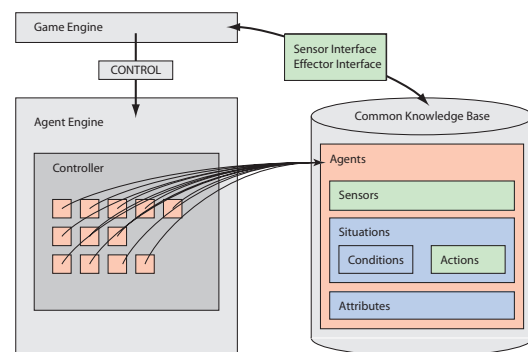 Game Engine
CONTROL
Sensor Interface
Effector Interface
Agent Engine
Controller
Common Knowledge Base
Agents
Sensors
Situations
Conditions
Actions
Attributes